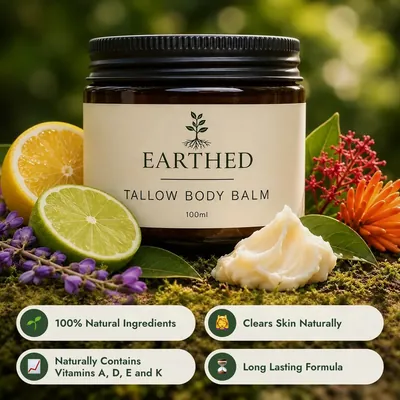 EARTHED
TALLOW BODY BALM
100ml
100% Natural Ingredients
Clears Skin Naturally
Naturally Contains
Vitamins A, D, E and K
Long Lasting Formula